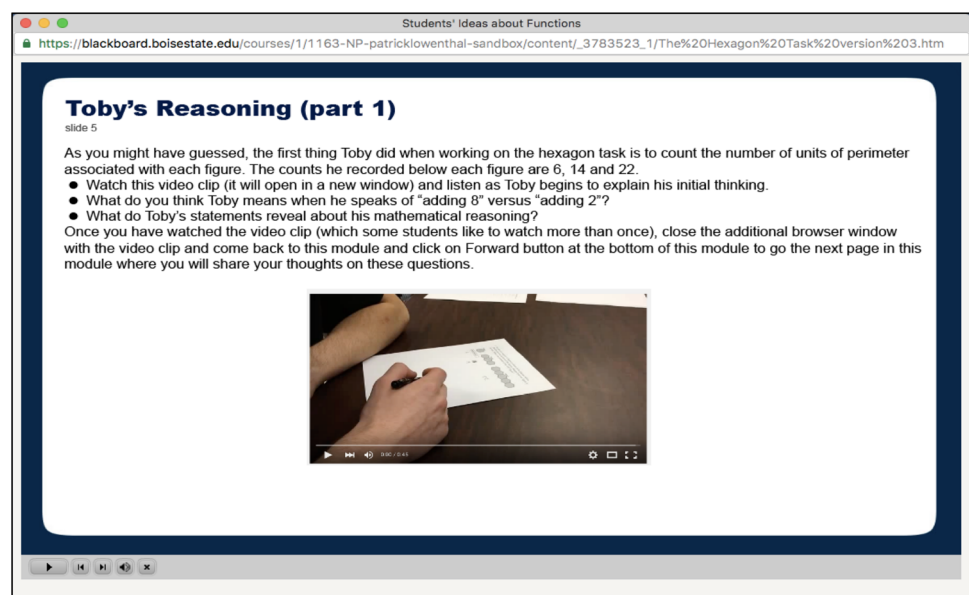 Students' Ideas about Functions
https://blackboard.boisestate.edu/courses/1/1163-NP-patricklowenthal-sandbox/content/_3783523_1/The%20Hexagon%20Task%20version%203.htm
Toby's Reasoning (part 1)
slide 5
As you might have guessed, the first thing Toby did when working on the hexagon task is to count the number of units of perimeter
associated with each figure. The counts he recorded below each figure are 6, 14 and 22.
● Watch this video clip (it will open in a new window) and listen as Toby begins to explain his initial thinking.
● What do you think Toby means when he speaks of "adding 8" versus "adding 2"?
● What do Toby's statements reveal about his mathematical reasoning?
Once you have watched the video clip (which some students like to watch more than once), close the additional browser window
with the video clip and come back to this module and click on Forward button at the bottom of this module to go the next page in this
module where you will share your thoughts on these questions.
0:00 / 0:45